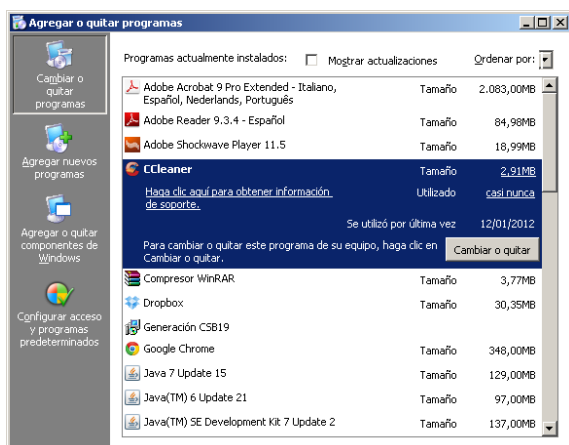 Agregar o quitar programas
Cambiar o
quitar
programas
Agregar nuevos
programas
Agregar o quitar
componentes de
Windows
Configurar acceso
y programas
predeterminados
Programas actualmente instalados: Mostrar actualizaciones Ordenar por:
Adobe Acrobat 9 Pro Extended - Italiano,
Español, Nederlands, Português Tamaño 2.083,00MB
Adobe Reader 9.3.4 - Español Tamaño 84,98MB
Adobe Shockwave Player 11.5 Tamaño 18,99MB
CCleaner Tamaño 2,91MB
Haga clic aquí para obtener información
de soporte. Utilizado casi nunca
Se utilizó por última vez 12/01/2012
Para cambiar o quitar este programa de su equipo, haga clic en
Cambiar o quitar. Cambiar o quitar
Compresor WinRAR Tamaño 3,77MB
Dropbox Tamaño 30,35MB
Generación CSB19
Google Chrome Tamaño 348,00MB
Java 7 Update 15 Tamaño 129,00MB
Java(TM) 6 Update 21 Tamaño 97,00MB
Java(TM) SE Development Kit 7 Update 2 Tamaño 137,00MB